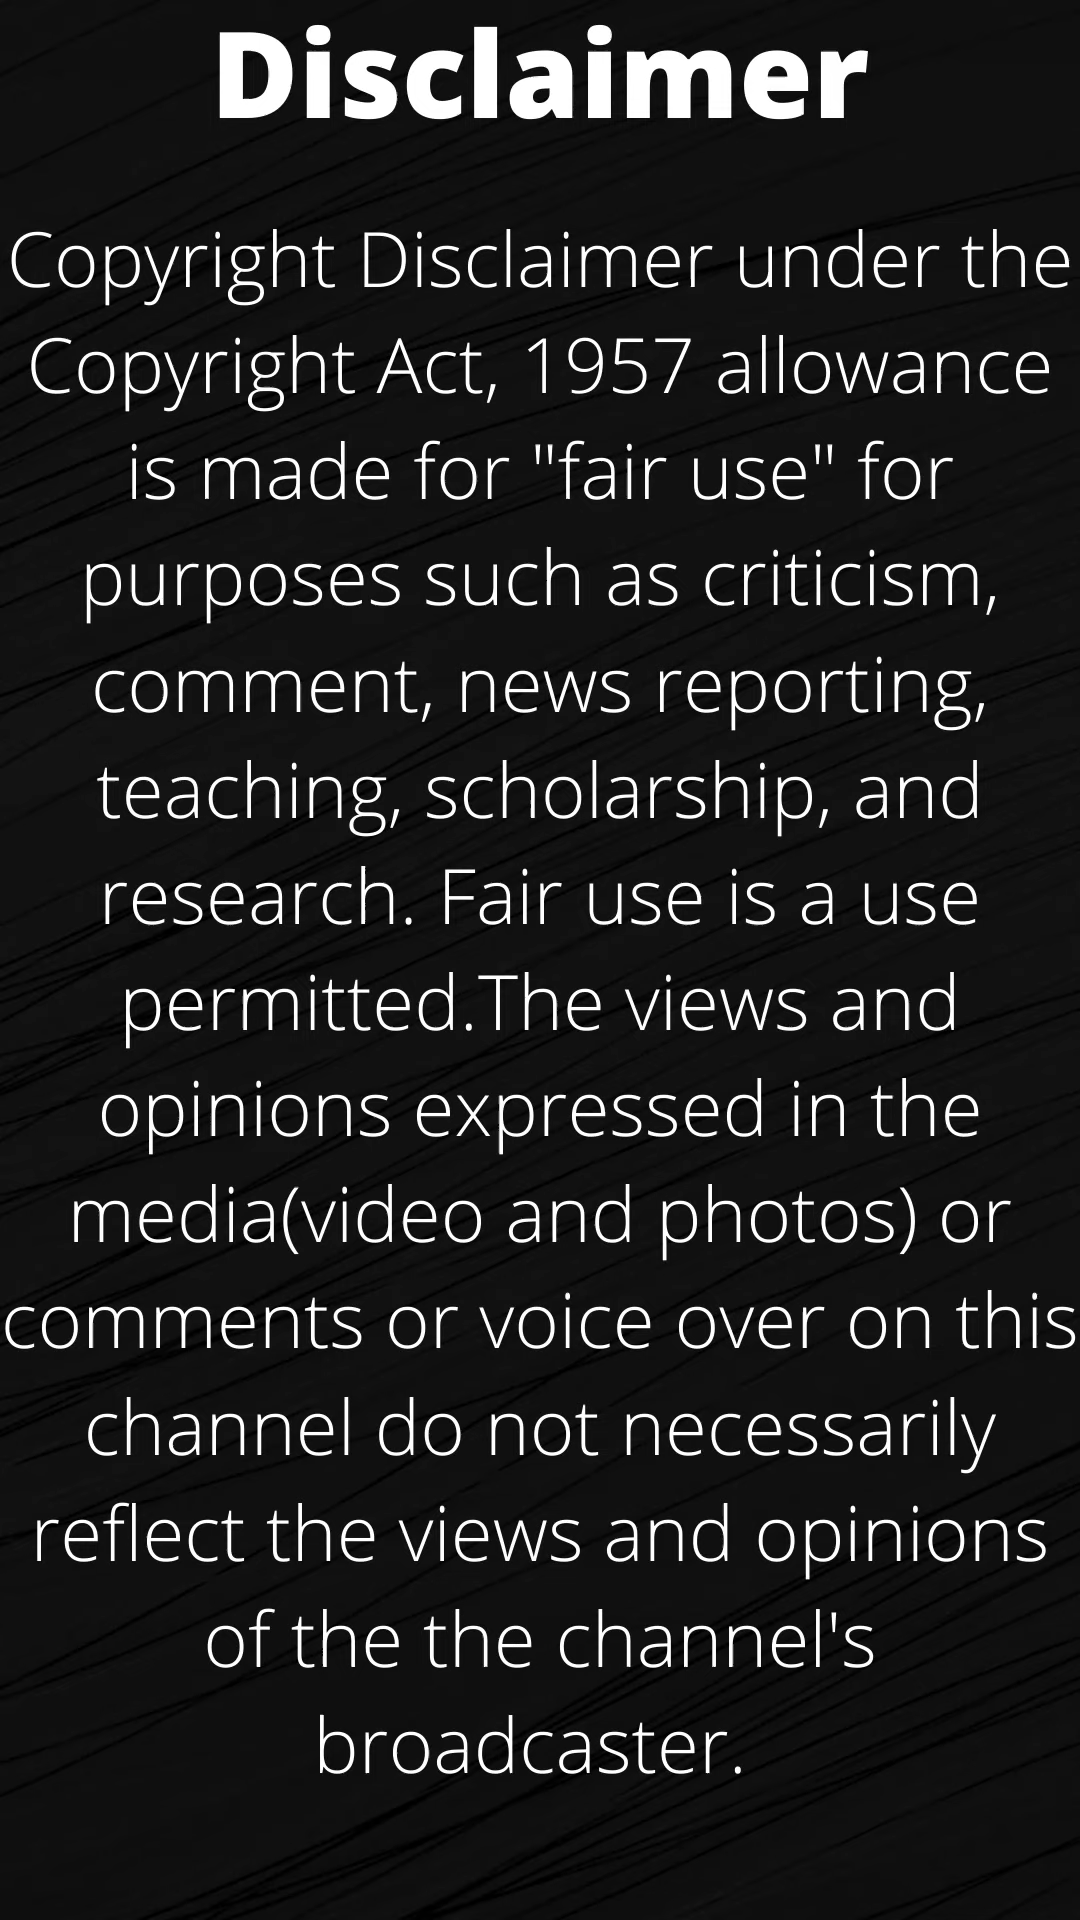 Disclaimer
Copyright Disclaimer under the
Copyright Act, 1957 allowance
is made for "fair use" for
purposes such as criticism,
comment, news reporting,
teaching, scholarship, and
research. Fair use is a use
permitted.The views and
opinions expressed in the
media(video and photos) or
comments or voice over on this
channel do not necessarily
reflect the views and opinions
of the the channel's
broadcaster.